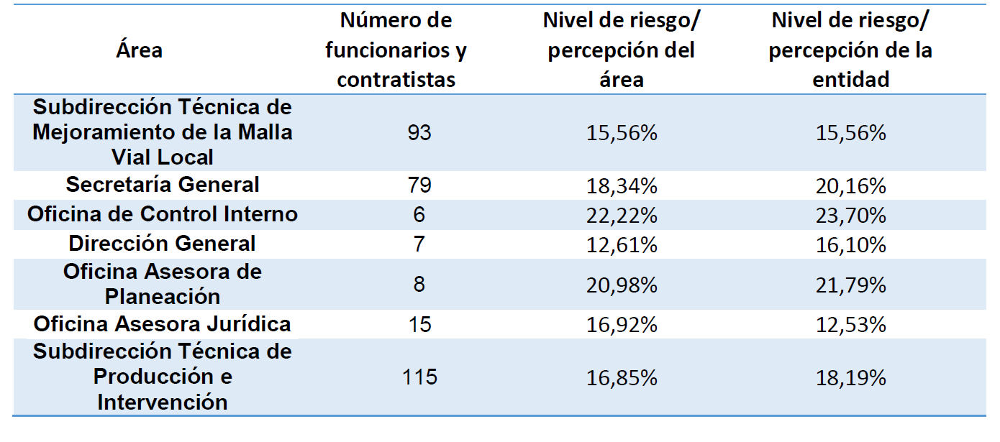 Área
Número de
funcionarios y
contratistas
Nivel de riesgo/
percepción del
área
Nivel de riesgo/
percepción de la
entidad
Subdirección Técnica de
Mejoramiento de la Malla
Vial Local
93
15,56%
15,56%
Secretaría General
79
18,34%
20,16%
Oficina de Control Interno
6
22,22%
23,70%
Dirección General
7
12,61%
16,10%
Oficina Asesora de
Planeación
8
20,98%
21,79%
Oficina Asesora Jurídica
15
16,92%
12,53%
Subdirección Técnica de
Producción e
Intervención
115
16,85%
18,19%